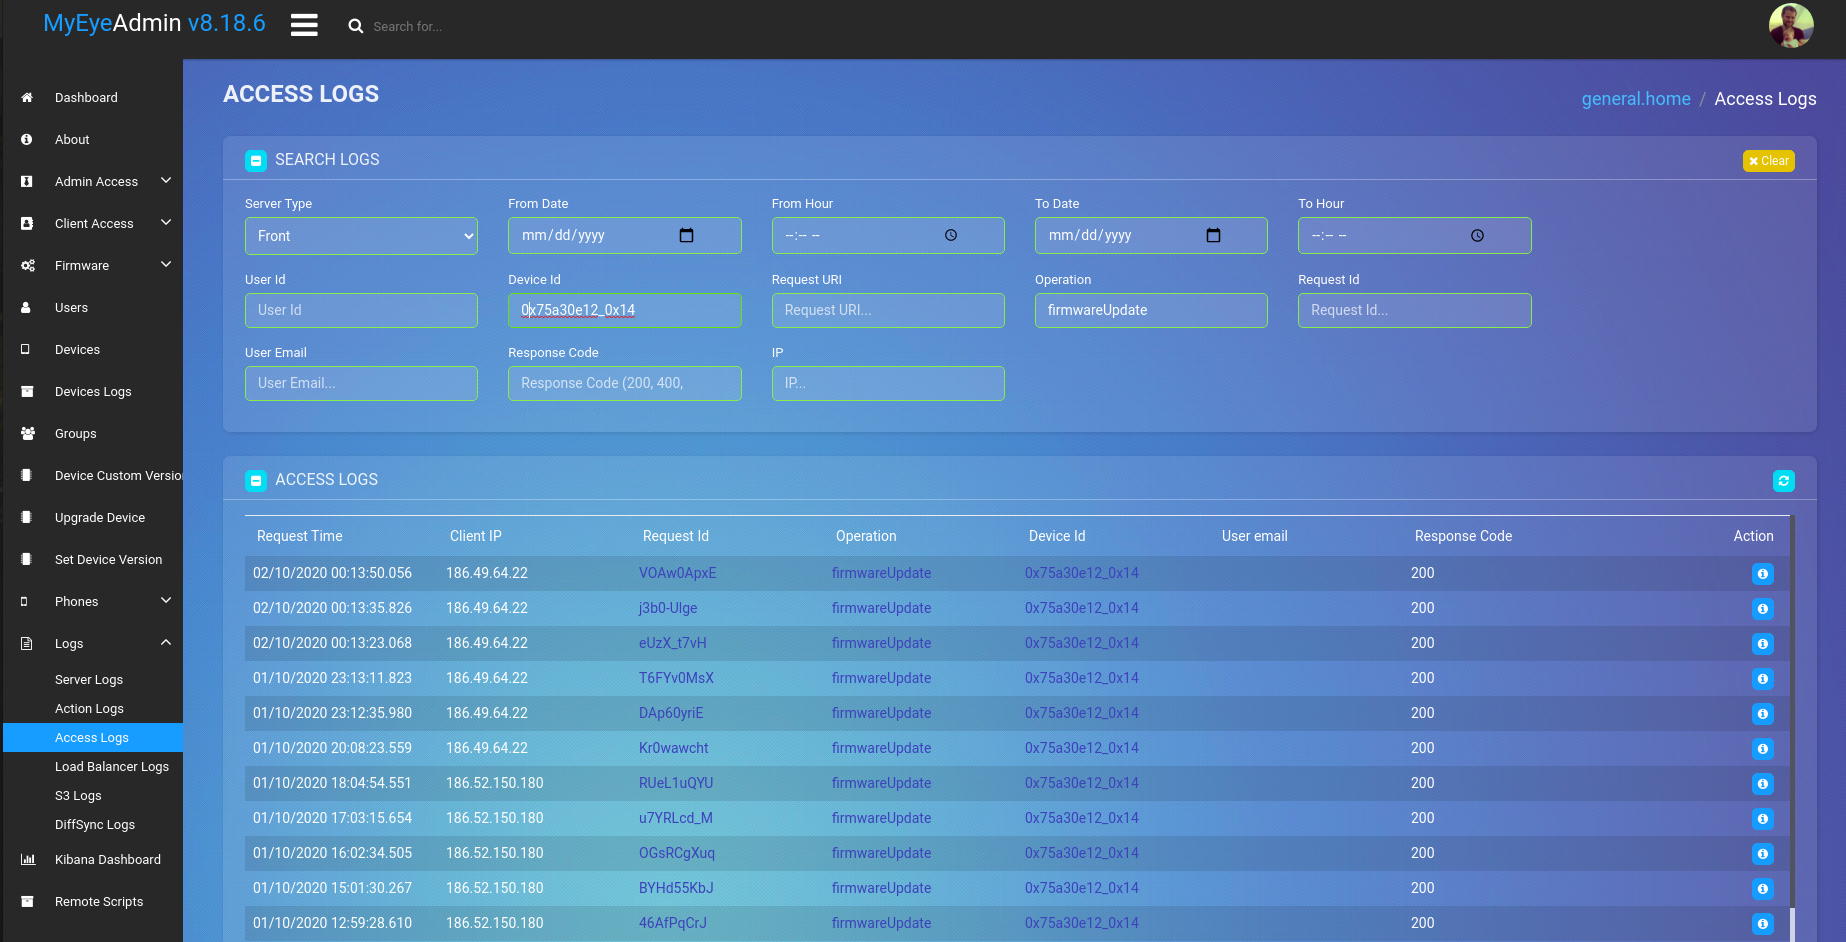 MyEyeAdmin v8.18.6
Search for...
Dashboard
About
Admin Access
Client Access
Firmware
Users
Devices
Devices Logs
Groups
Device Custom Versio
Upgrade Device
Set Device Version
Phones
Logs
Server Logs
Action Logs
Access Logs
Load Balancer Logs
S3 Logs
DiffSync Logs
Kibana Dashboard
Remote Scripts
ACCESS LOGS
general.home / Access Logs
SEARCH LOGS
Clear
Server Type From Date From Hour To Date To Hour
Front mm/dd/yyyy --:-- -- mm/dd/yyyy --:-- --
User Id Device Id Request URI Operation Request Id
User Id 0x75a30e12_0x14 Request URI... firmwareUpdate Request Id...
User Email Response Code IP
User Email... Response Code (200, 400, IP...
ACCESS LOGS
Request Time Client IP Request Id Operation Device Id User email Response Code Action
02/10/2020 00:13:50.056 186.49.64.22 VOAw0ApxE firmwareUpdate 0x75a30e12_0x14 200
02/10/2020 00:13:35.826 186.49.64.22 j3b0-Ulge firmwareUpdate 0x75a30e12_0x14 200
02/10/2020 00:13:23.068 186.49.64.22 eUzX_t7vH firmwareUpdate 0x75a30e12_0x14 200
01/10/2020 23:13:11.823 186.49.64.22 T6FYv0MsX firmwareUpdate 0x75a30e12_0x14 200
01/10/2020 23:12:35.980 186.49.64.22 DAp60yriE firmwareUpdate 0x75a30e12_0x14 200
01/10/2020 20:08:23.559 186.49.64.22 Kr0wawcht firmwareUpdate 0x75a30e12_0x14 200
01/10/2020 18:04:54.551 186.52.150.180 RUeL1uQYU firmwareUpdate 0x75a30e12_0x14 200
01/10/2020 17:03:15.654 186.52.150.180 u7YRLcd_M firmwareUpdate 0x75a30e12_0x14 200
01/10/2020 16:02:34.505 186.52.150.180 OGsRCgXuq firmwareUpdate 0x75a30e12_0x14 200
01/10/2020 15:01:30.267 186.52.150.180 BYHd55KbJ firmwareUpdate 0x75a30e12_0x14 200
01/10/2020 12:59:28.610 186.52.150.180 46AfPqCrJ firmwareUpdate 0x75a30e12_0x14 200